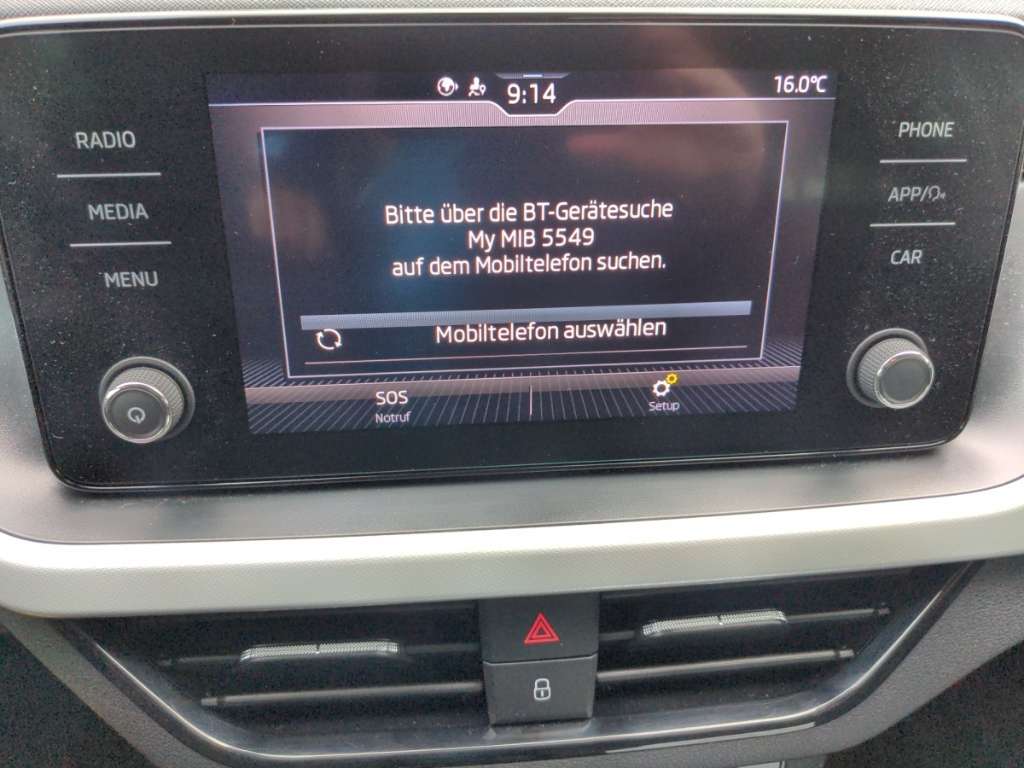 9:14
16.0°C
RADIO
MEDIA
MENU
PHONE
APP/
CAR
Bitte über die BT-Gerätesuche
My MIB 5549
auf dem Mobiltelefon suchen.
Mobiltelefon auswählen
SOS
Notruf
Setup